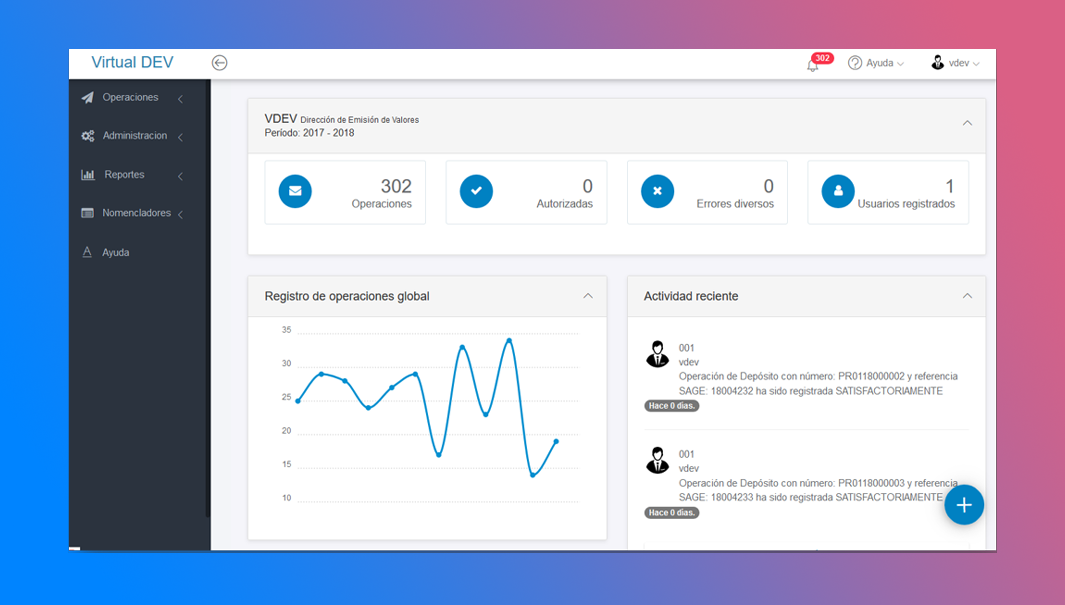 Virtual DEV
302
Ayuda
vdev
Operaciones
Administracion
Reportes
Nomencladores
Ayuda
VDEV Dirección de Emisión de Valores
Período: 2017 - 2018
302
Operaciones
0
Autorizadas
0
Errores diversos
1
Usuarios registrados
Registro de operaciones global
35
30
25
20
15
10
Actividad reciente
001
vdev
Operación de Depósito con número: PR0118000002 y referencia
SAGE: 18004232 ha sido registrada SATISFACTORIAMENTE
Hace 0 días.
001
vdev
Operación de Depósito con número: PR0118000003 y referencia
SAGE: 18004233 ha sido registrada SATISFACTORIAMENTE
Hace 0 días.